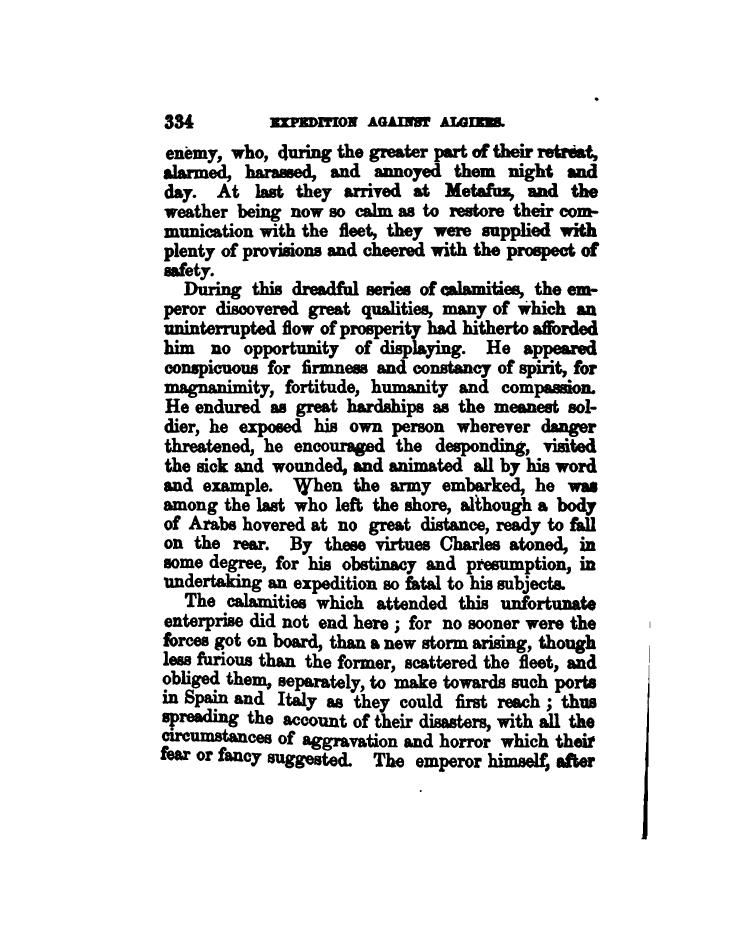 334 EXPEDITION AGAINST ALGIERS.
enemy, who, during the greater part of their retreat,
alarmed, harassed, and annoyed them night and
day. At last they arrived at Metafuz, and the
weather being now so calm as to restore their com-
munication with the fleet, they were supplied with
plenty of provisions and cheered with the prospect of
safety.
During this dreadful series of calamities, the em-
peror discovered great qualities, many of which an
uninterrupted flow of prosperity had hitherto afforded
him no opportunity of displaying. He appeared
conspicuous for firmness and constancy of spirit, for
magnanimity, fortitude, humanity and compassion.
He endured as great hardships as the meanest sol-
dier, he exposed his own person wherever danger
threatened, he encouraged the desponding, visited
the sick and wounded, and animated all by his word
and example. When the army embarked, he was
among the last who left the shore, although a body
of Arabs hovered at no great distance, ready to fall
on the rear. By these virtues Charles atoned, in
some degree, for his obstinacy and presumption, in
undertaking an expedition so fatal to his subjects.
The calamities which attended this unfortunate
enterprise did not end here ; for no sooner were the
forces got on board, than a new storm arising, though
less furious than the former, scattered the fleet, and
obliged them, separately, to make towards such ports
in Spain and Italy as they could first reach ; thus
spreading the account of their disasters, with all the
circumstances of aggravation and horror which their
fear or fancy suggested. The emperor himself, after